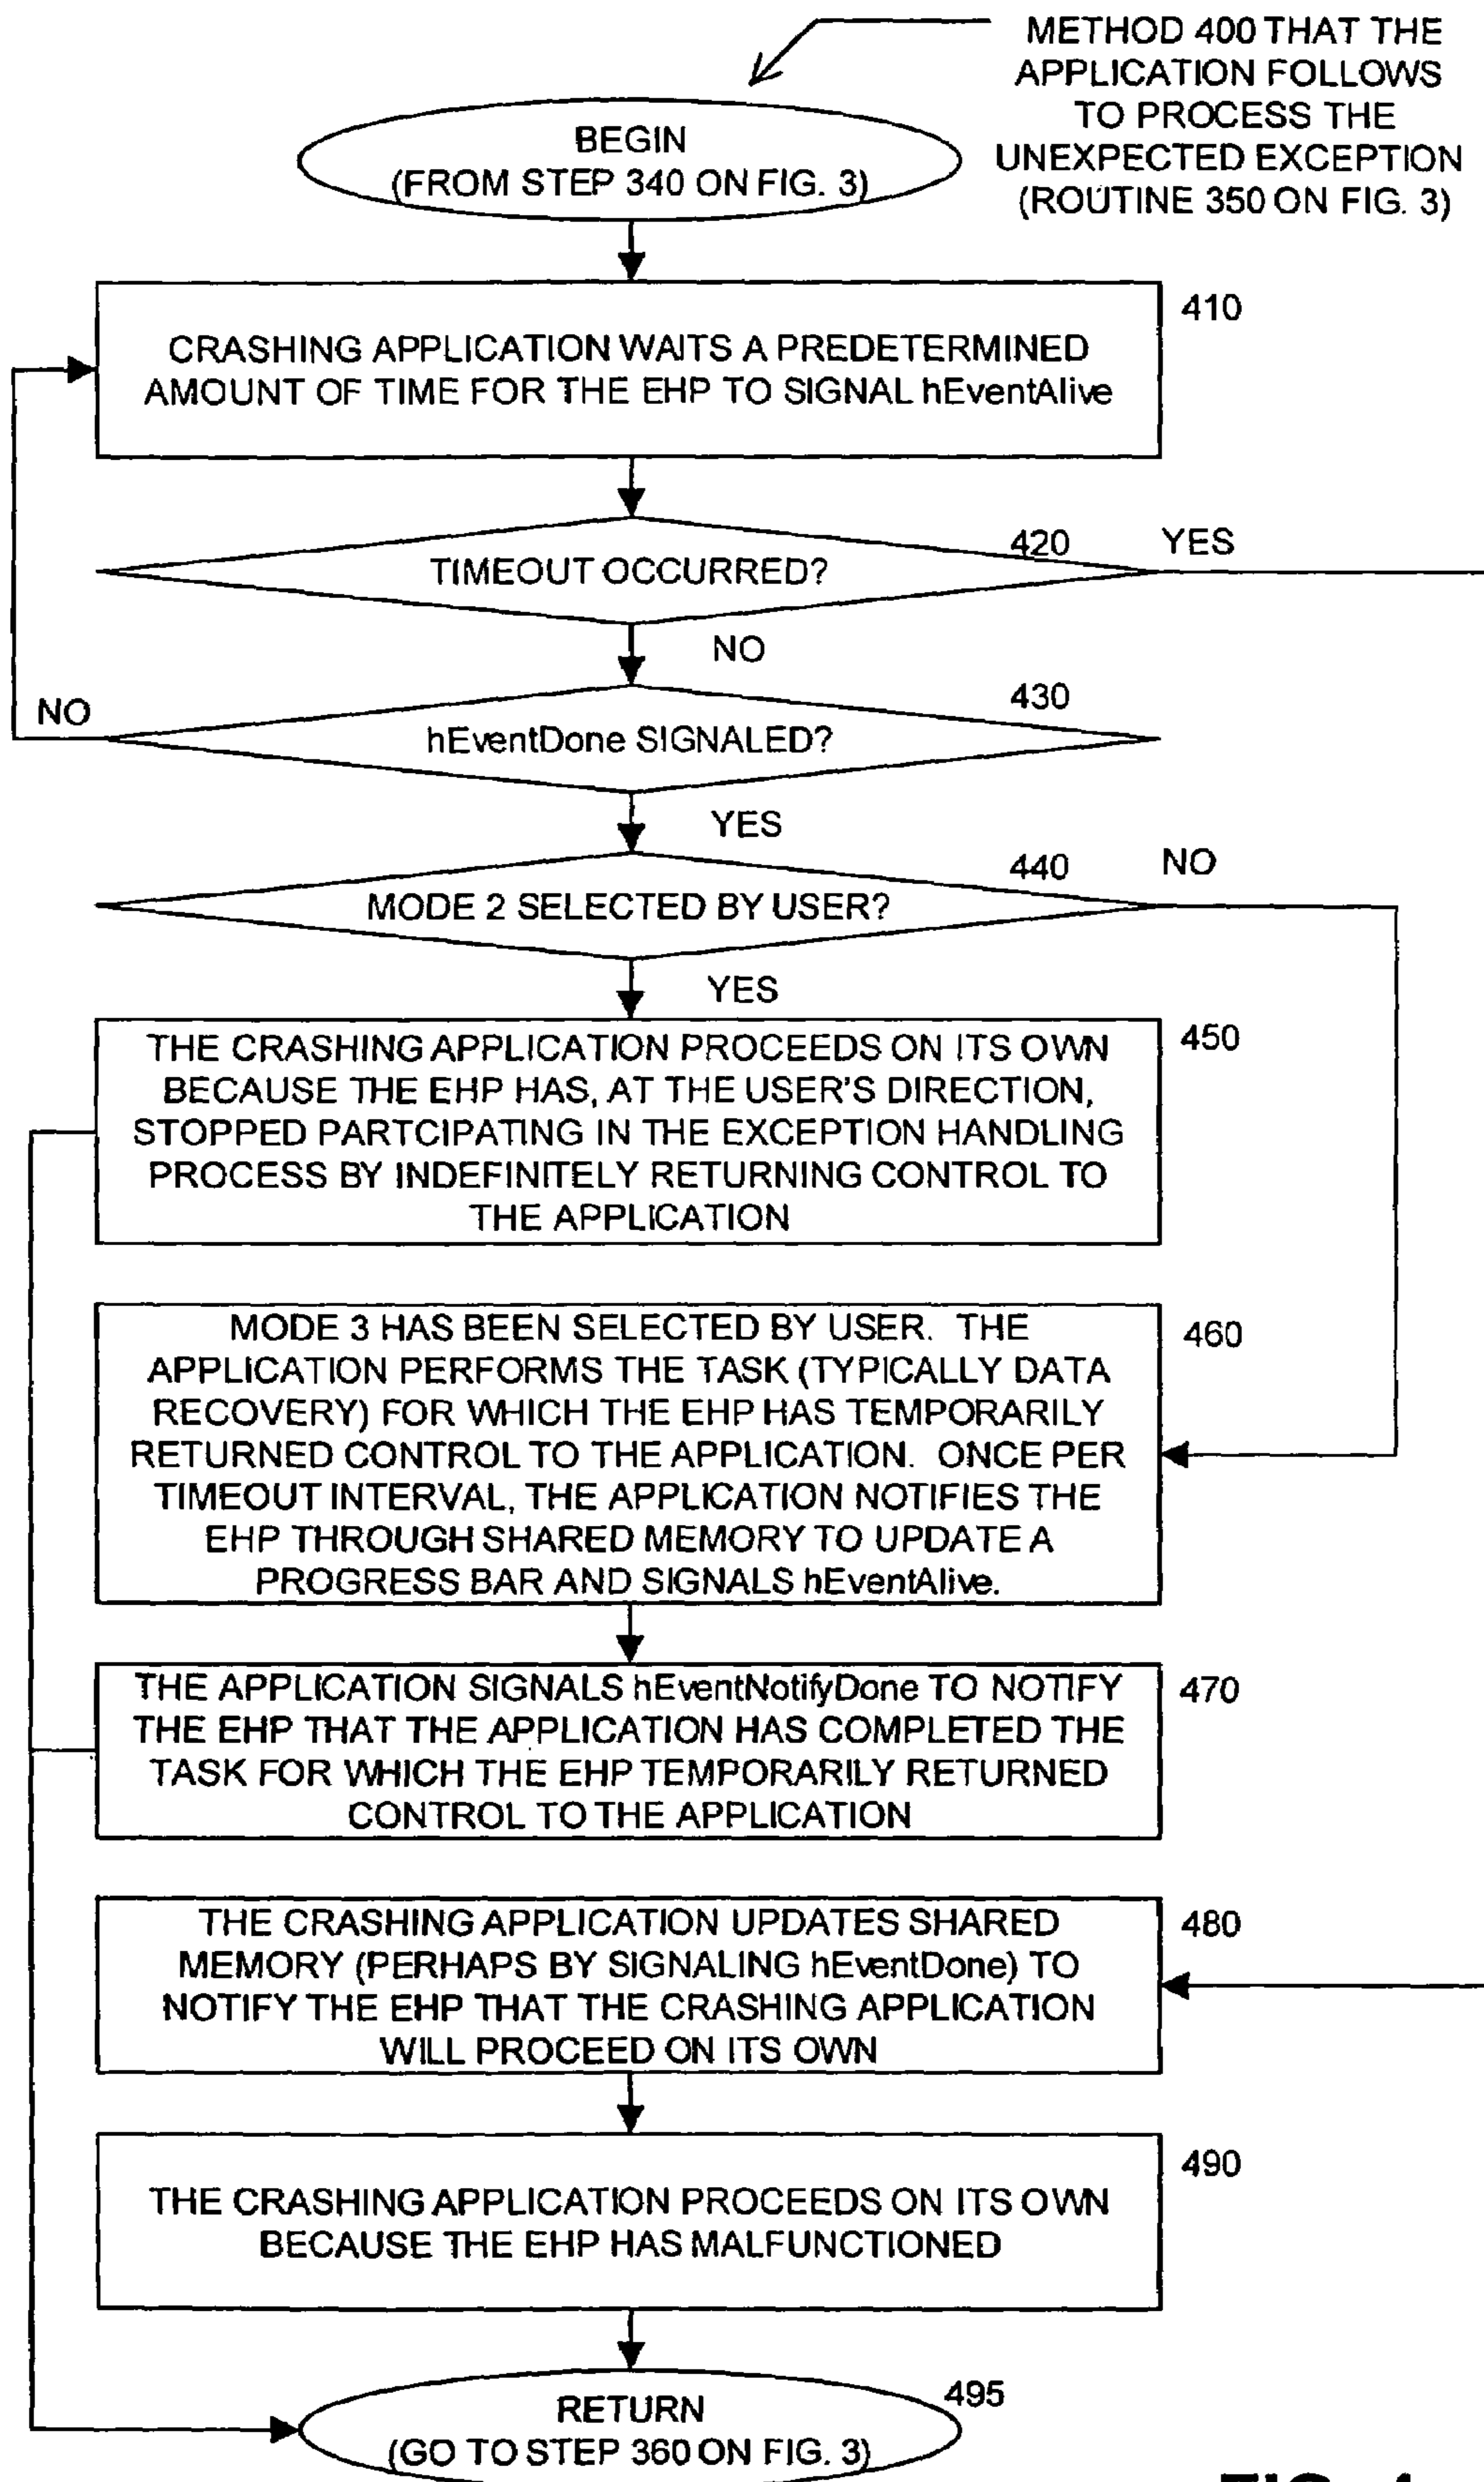 METHOD 400 THAT THE
APPLICATION FOLLOWS
TO PROCESS THE
UNEXPECTED EXCEPTION
(ROUTINE 350 ON FIG. 3)
BEGIN
(FROM STEP 340 ON FIG. 3)
410
CRASHING APPLICATION WAITS A PREDETERMINED
AMOUNT OF TIME FOR THE EHP TO SIGNAL hEventAlive
420
YES
TIMEOUT OCCURRED?
NO
430
NO
hEventDone SIGNALED?
YES
440
NO
MODE 2 SELECTED BY USER?
YES
450
THE CRASHING APPLICATION PROCEEDS ON ITS OWN
BECAUSE THE EHP HAS, AT THE USER'S DIRECTION,
STOPPED PARTCIPATING IN THE EXCEPTION HANDLING
PROCESS BY INDEFINITELY RETURNING CONTROL TO
THE APPLICATION
460
MODE 3 HAS BEEN SELECTED BY USER. THE
APPLICATION PERFORMS THE TASK (TYPICALLY DATA
RECOVERY) FOR WHICH THE EHP HAS TEMPORARILY
RETURNED CONTROL TO THE APPLICATION. ONCE PER
TIMEOUT INTERVAL, THE APPLICATION NOTIFIES THE
EHP THROUGH SHARED MEMORY TO UPDATE A
PROGRESS BAR AND SIGNALS hEventAlive.
470
THE APPLICATION SIGNALS hEventNotifyDone TO NOTIFY
THE EHP THAT THE APPLICATION HAS COMPLETED THE
TASK FOR WHICH THE EHP TEMPORARILY RETURNED
CONTROL TO THE APPLICATION
480
THE CRASHING APPLICATION UPDATES SHARED
MEMORY (PERHAPS BY SIGNALING hEventDone) TO
NOTIFY THE EHP THAT THE CRASHING APPLICATION
WILL PROCEED ON ITS OWN
490
THE CRASHING APPLICATION PROCEEDS ON ITS OWN
BECAUSE THE EHP HAS MALFUNCTIONED
495
RETURN
(GO TO STEP 360 ON FIG. 3)